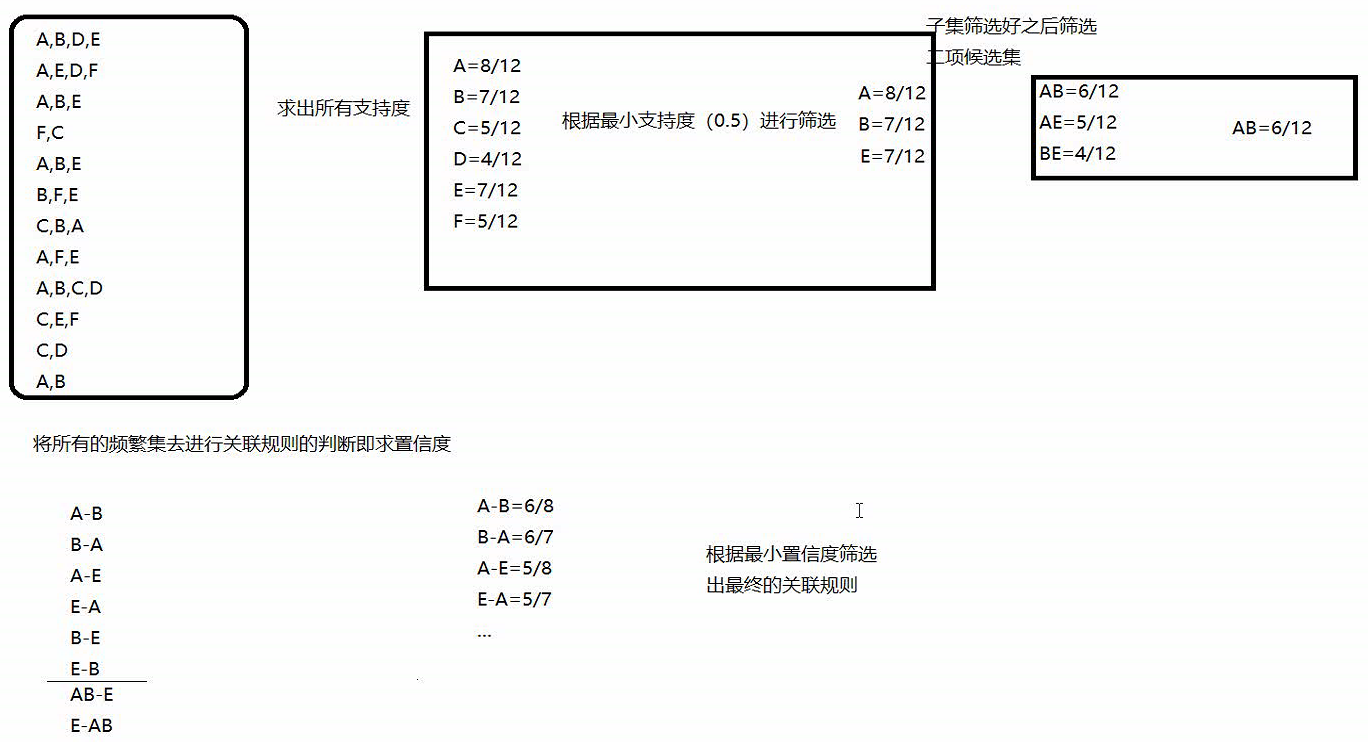 A,B,D,E
A,E,D,F
A,B,E
F,C
A,B,E
B,F,E
C,B,A
A,F,E
A,B,C,D
C,E,F
C,D
A,B
求出所有支持度
A=8/12
B=7/12
C=5/12
D=4/12
E=7/12
F=5/12
根据最小支持度（0.5）进行筛选
A=8/12
B=7/12
E=7/12
子集筛选好之后筛选
二项候选集
AB=6/12
AE=5/12
BE=4/12
AB=6/12
将所有的频繁集去进行关联规则的判断即求置信度
A-B
B-A
A-E
E-A
B-E
E-B
AB-E
E-AB
A-B=6/8
B-A=6/7
A-E=5/8
E-A=5/7
...
根据最小置信度筛选
出最终的关联规则